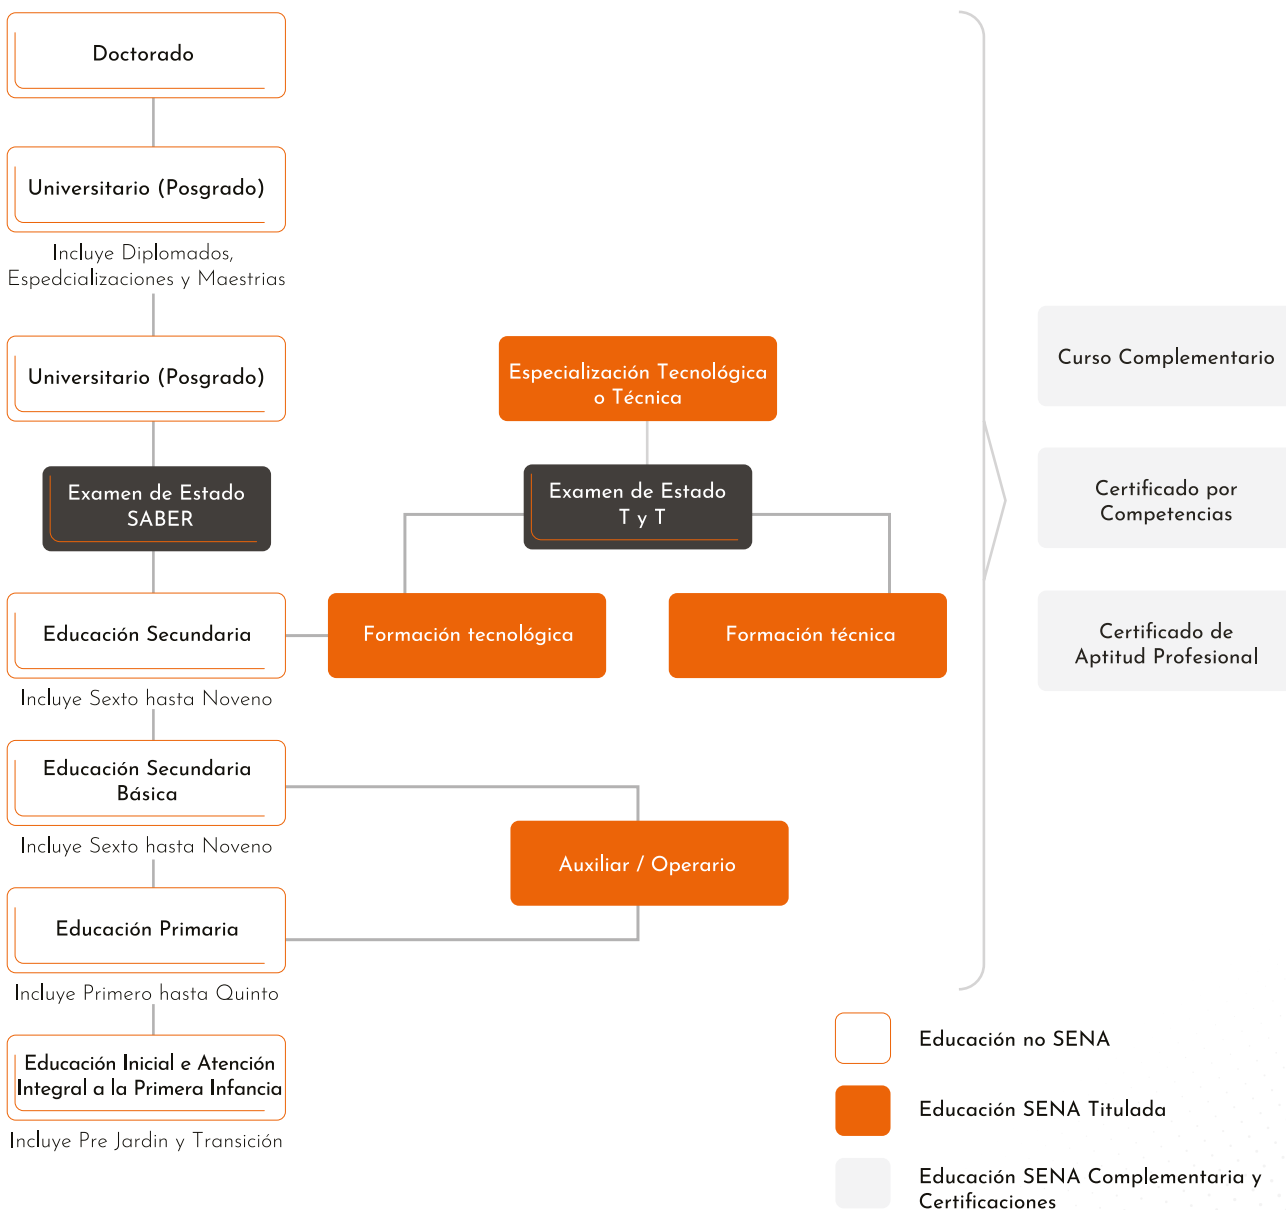 Doctorado
Universitario (Posgrado)
Incluye Diplomados,
Espedcializaciones y Maestrias
Universitario (Posgrado)
Examen de Estado
SABER
Educación Secundaria
Incluye Sexto hasta Noveno
Educación Secundaria
Básica
Incluye Sexto hasta Noveno
Educación Primaria
Incluye Primero hasta Quinto
Educación Inicial e Atención
Integral a la Primera Infancia
Incluye Pre Jardin y Transición
Especialización Tecnológica
o Técnica
Examen de Estado
T y T
Formación tecnológica
Formación técnica
Auxiliar / Operario
Curso Complementario
Certificado por
Competencias
Certificado de
Aptitud Profesional
Educación no SENA
Educación SENA Titulada
Educación SENA Complementaria y
Certificaciones